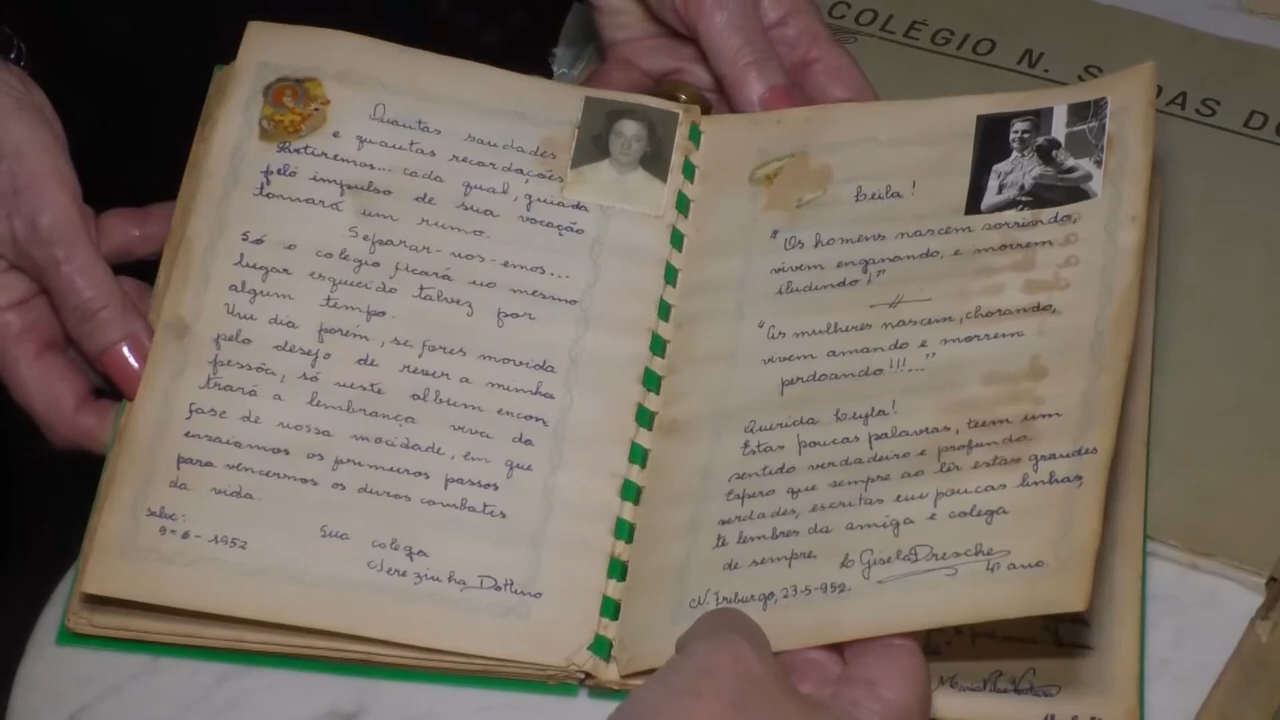 COLÉGIO N. S. DAS D
Quantas saudades
e quantas recordações
Partiremos... cada qual, guiada
pelo impulso de sua vocação
tomará um rumo.
Separar-nos-emos...
Só o colegio ficará no mesmo
lugar esquecido talvez por
algum tempo.
Um dia porém, se fores movida
pelo desejo de rever a minha
pessôa, só neste album encon
trará a lembrança viva da
fase de nossa mocidade, em que
ensaiamos os primeiros passos
para vencermos os duros combates
da vida.
Salve:
9-6-1952
Sua colega
Terezinha Dottino
Leila!
"Os homens nascem sorrindo,
vivem enganando, e morrem
iludindo!"
"As mulheres nascem, chorando,
vivem amando e morrem
perdoando!!!..."
Querida Leyla!
Estas poucas palavras, teem um
sentido verdadeiro e profundo.
Espero que sempre ao lêr estas grandes
verdades, escritas em poucas linhas,
te lembres da amiga e colega
de sempre. Gisela Dresche
4º ano.
N. Friburgo, 23-5-952.
Maria